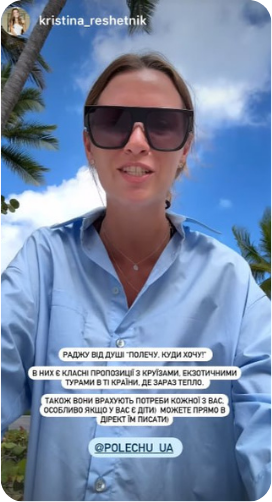 kristina_reshetnik
РАДЖУ ВІД ДУШІ "ПОЛЕЧУ, КУДИ ХОЧУ!"
В НИХ Є КЛАСНІ ПРОПОЗИЦІЇ З КРУЇЗАМИ, ЕКЗОТИЧНИМИ
ТУРАМИ В ТІ КРАЇНИ, ДЕ ЗАРАЗ ТЕПЛО.
ТАКОЖ ВОНИ ВРАХУЮТЬ ПОТРЕБИ КОЖНОЇ З ВАС,
ОСОБЛИВО ЯКЩО У ВАС Є ДІТИ) МОЖЕТЕ ПРЯМО В
ДІРЕКТ ЇМ ПИСАТИ)
@POLECHU_UA